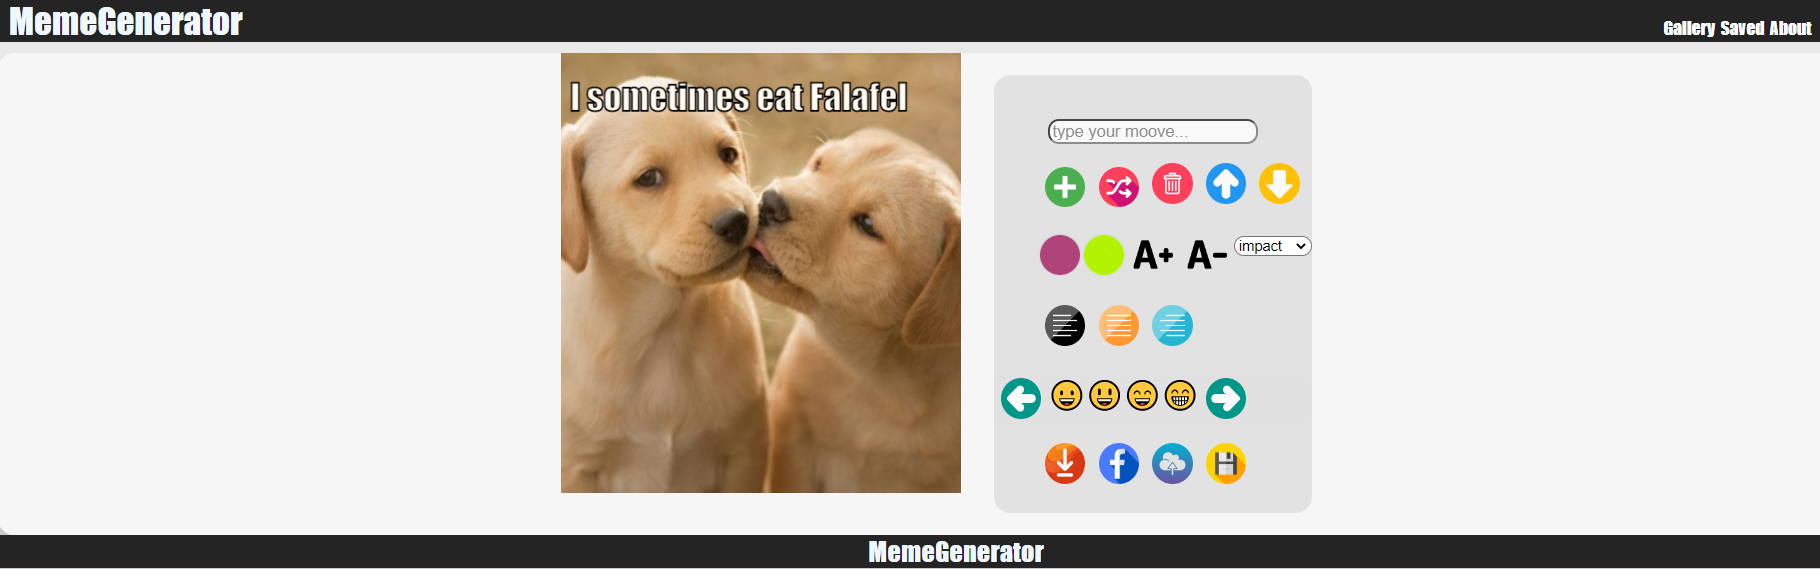 MemeGenerator
Gallery Saved About
I sometimes eat Falafel
type your moove...
A+ A- impact
MemeGenerator